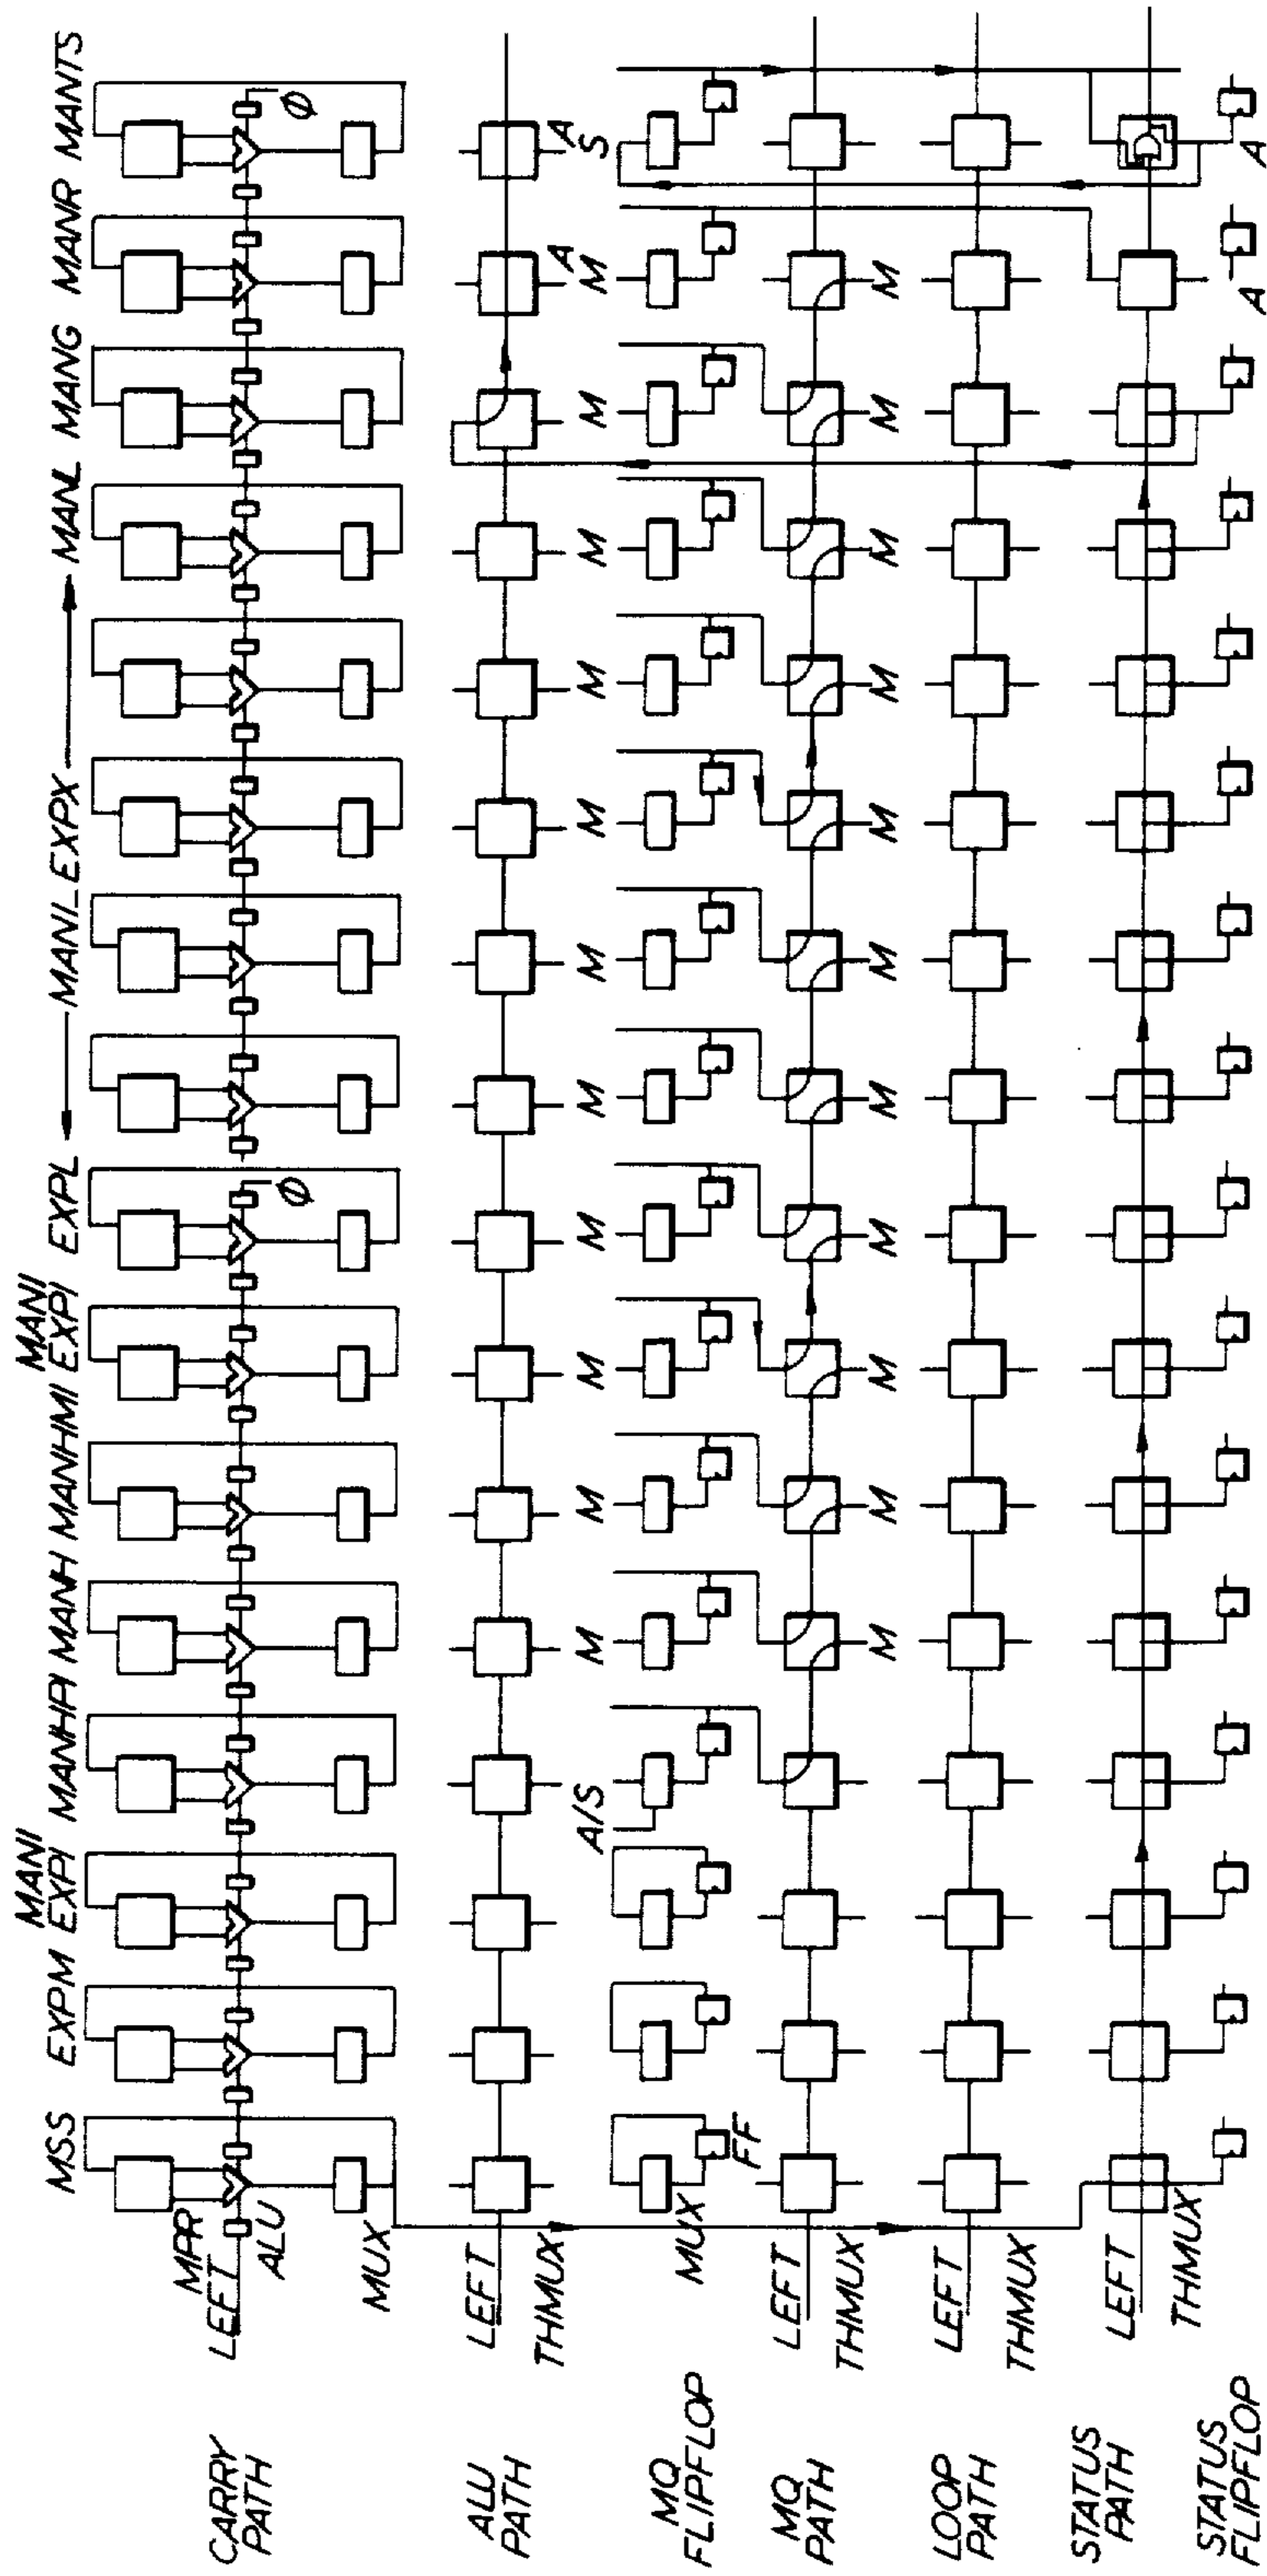 MANI MANI
MSS EXPM EXPI MANHPI MANH MANHMI EXPI EXPL ← MANI_EXPX → MANL MANG MANR MANTS
MPR
CARRY PATH
LEFT
ALU
Ø Ø
MUX
ALU PATH
LEFT
THMUX
A A
A/S M M M M M M M M M M M S
MQ FLIPFLOP
MUX
FF
MQ PATH
LEFT
THMUX
M M M M M M M M M M M
LOOP PATH
LEFT
THMUX
STATUS PATH
LEFT
THMUX
STATUS FLIPFLOP
A A